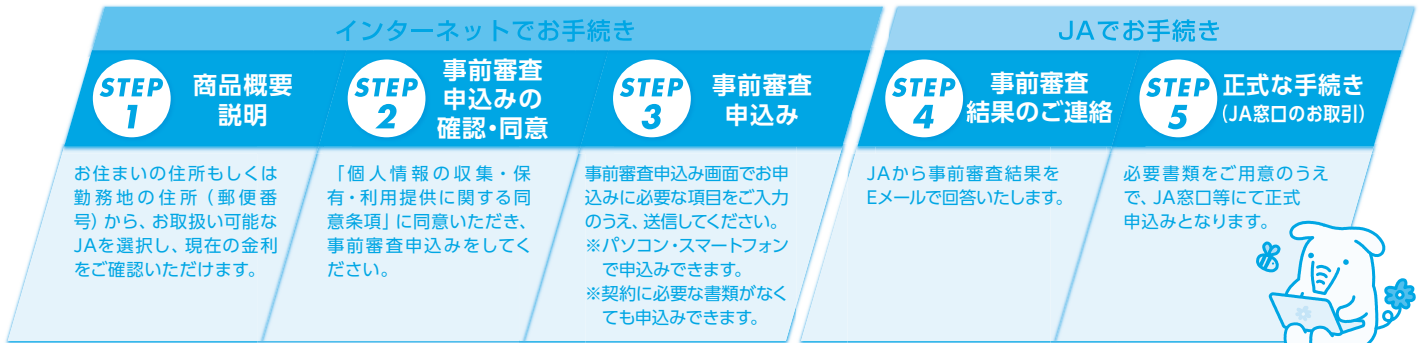 インターネットでお手続き
STEP
1
商品概要
説明
お住まいの住所もしくは
勤務地の住所（郵便番
号）から、お取扱い可能な
JAを選択し、現在の金利
をご確認いただけます。
STEP
2
事前審査
申込みの
確認・同意
「個人情報の収集・保
有・利用提供に関する同
意条項」に同意いただき、
事前審査申込みをしてく
ださい。
STEP
3
事前審査
申込み
事前審査申込み画面でお申
込みに必要な項目をご入力
のうえ、送信してください。
※パソコン・スマートフォン
で申込みできます。
※契約に必要な書類がなく
ても申込みできます。
JAでお手続き
STEP
4
事前審査
結果のご連絡
JAから事前審査結果を
Eメールで回答いたします。
STEP
5
正式な手続き
（JA窓口のお取引）
必要書類をご用意のうえ
で、JA窓口等にて正式
申込みとなります。